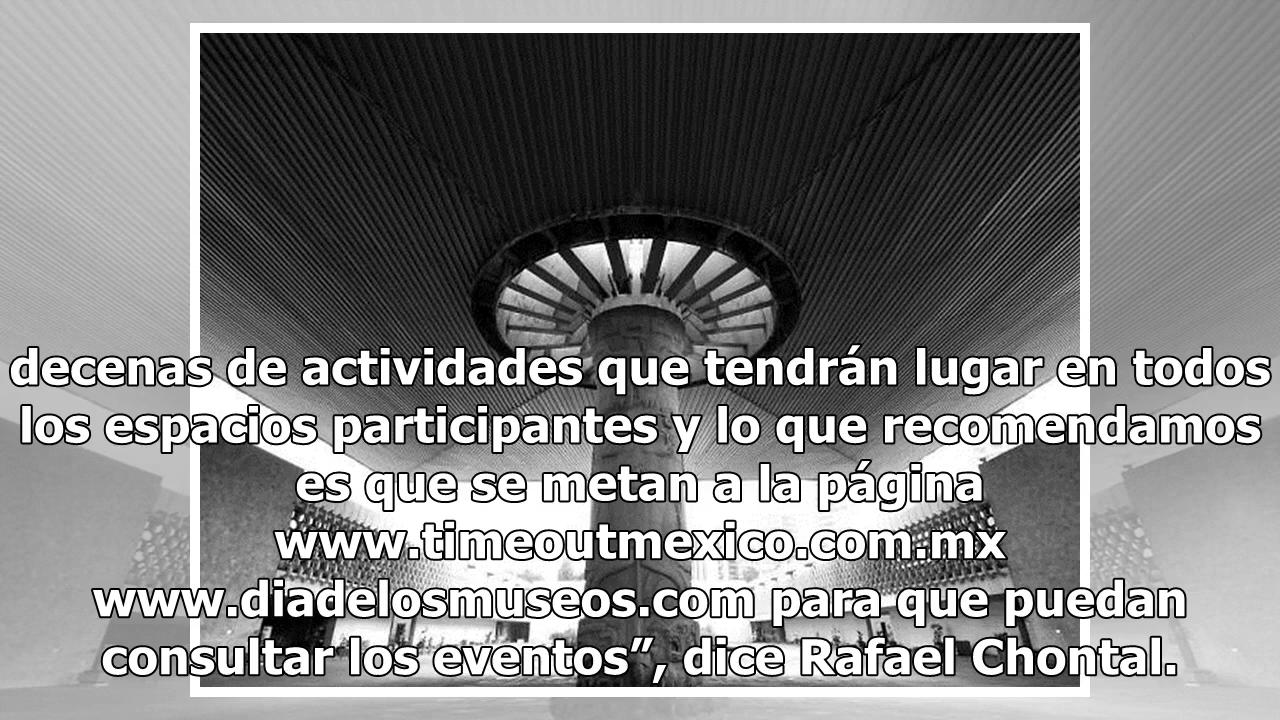 decenas de actividades que tendrán lugar en todos
los espacios participantes y lo que recomendamos
es que se metan a la página
www.timeoutmexico.com.mx
www.diadelosmuseos.com para que puedan
consultar los eventos”, dice Rafael Chontal.